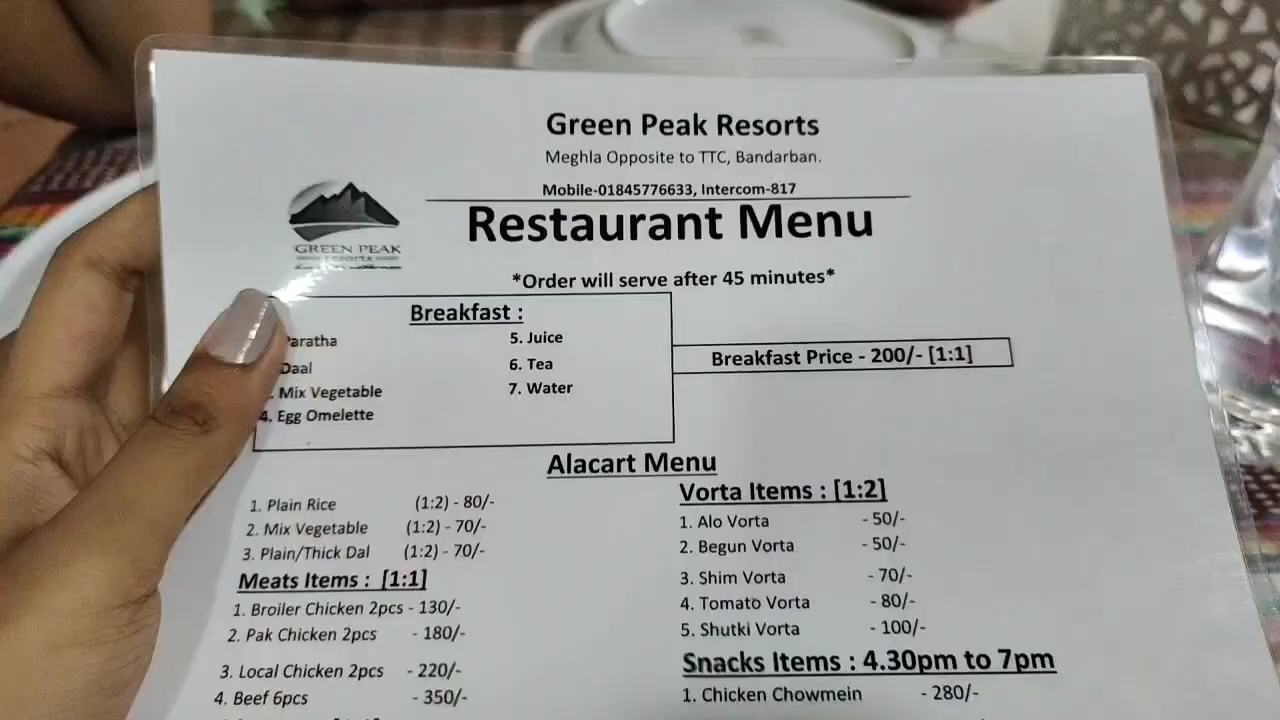 Green Peak Resorts
Meghla Opposite to TTC, Bandarban.
Mobile-01845776633, Intercom-817
GREEN PEAK
resorts
Restaurant Menu
*Order will serve after 45 minutes*
Breakfast :
Paratha
Daal
Mix Vegetable
4. Egg Omelette
5. Juice
6. Tea
7. Water
Breakfast Price - 200/- [1:1]
Alacart Menu
1. Plain Rice (1:2) - 80/-
2. Mix Vegetable (1:2) - 70/-
3. Plain/Thick Dal (1:2) - 70/-
Meats Items : [1:1]
1. Broiler Chicken 2pcs - 130/-
2. Pak Chicken 2pcs - 180/-
3. Local Chicken 2pcs - 220/-
4. Beef 6pcs - 350/-
Vorta Items : [1:2]
1. Alo Vorta - 50/-
2. Begun Vorta - 50/-
3. Shim Vorta - 70/-
4. Tomato Vorta - 80/-
5. Shutki Vorta - 100/-
Snacks Items : 4.30pm to 7pm
1. Chicken Chowmein - 280/-